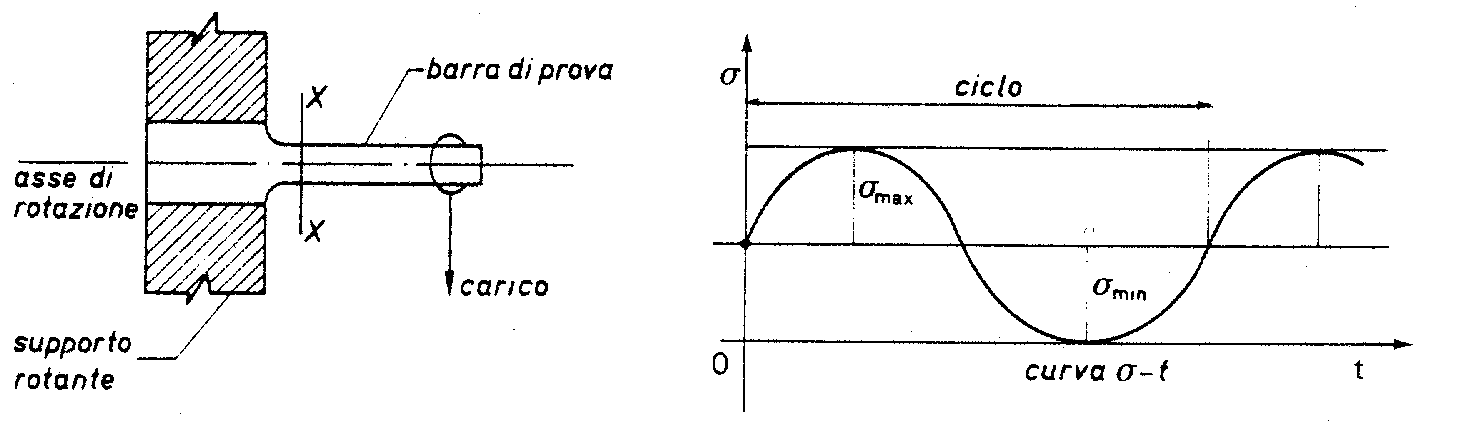 barra di prova
X
asse di
rotazione
X
carico
supporto
rotante
σ
ciclo
σmax
σmin
0
curva σ-t
t